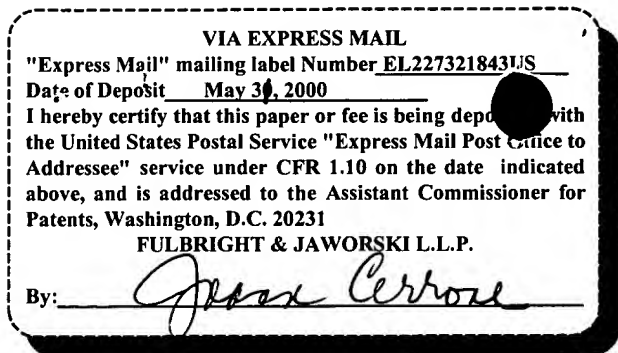 VIA EXPRESS MAIL
"Express Mail" mailing label Number EL227321843US
Date of Deposit May 2000
I hereby certify that this paper or fee is being depo with
the United States Postal Service "Express Mail Post Office to
Addressee" service under CFR 1.10 on the date indicated
above, and is addressed to the Assistant Commissioner for
Patents, Washington, D.C. 20231
FULBRIGHT & JAWORSKI L.L.P.
By: